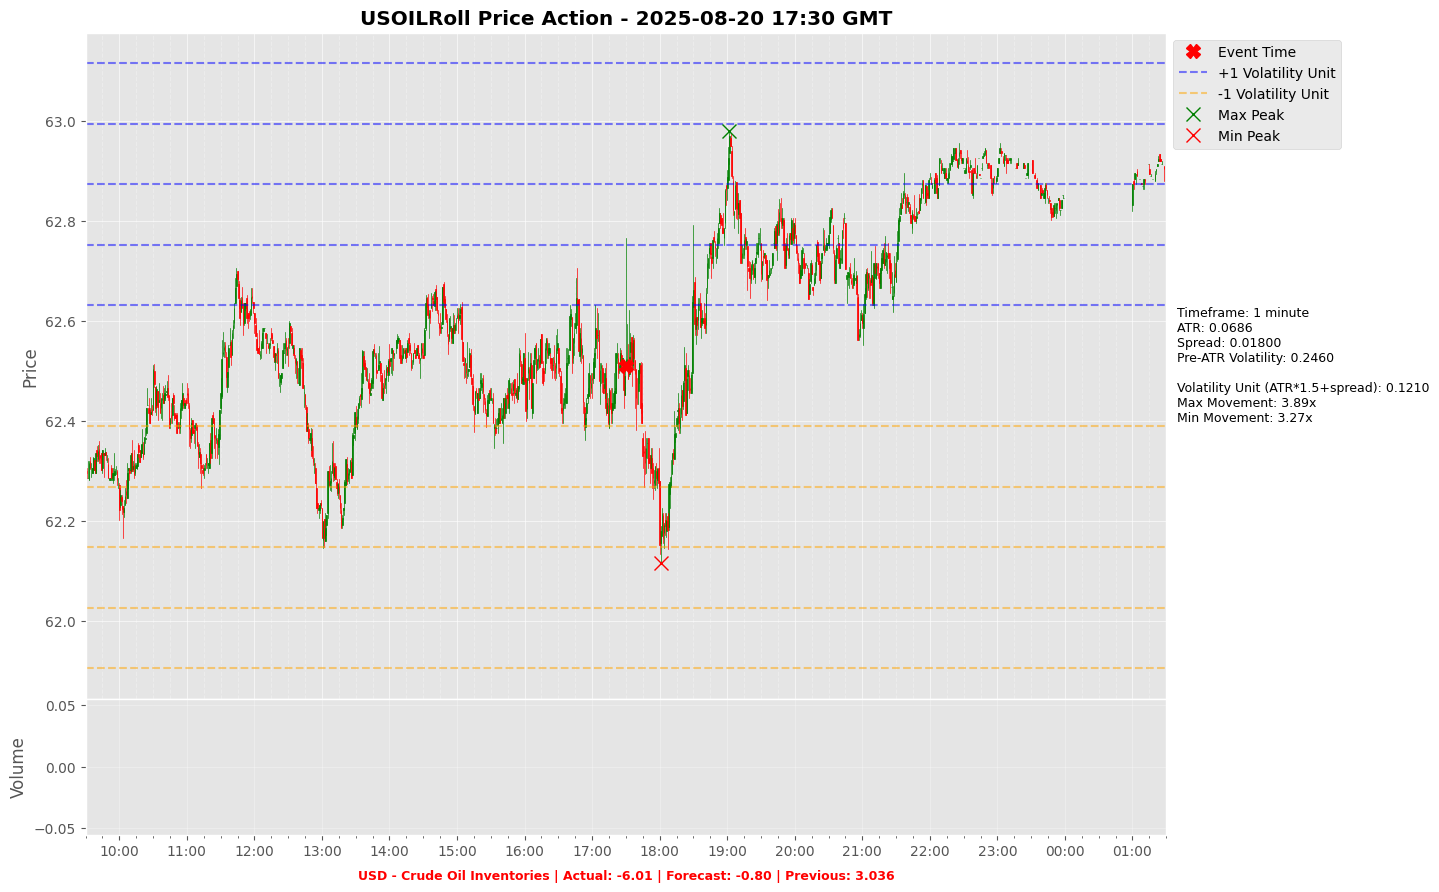 USOILRoll Price Action - 2025-08-20 17:30 GMT
Event Time
+1 Volatility Unit
-1 Volatility Unit
Max Peak
Min Peak
Price
63.0
62.8
62.6
62.4
62.2
62.0
Timeframe: 1 minute
ATR: 0.0686
Spread: 0.01800
Pre-ATR Volatility: 0.2460
Volatility Unit (ATR*1.5+spread): 0.1210
Max Movement: 3.89x
Min Movement: 3.27x
Volume
0.05
0.00
−0.05
10:00 11:00 12:00 13:00 14:00 15:00 16:00 17:00 18:00 19:00 20:00 21:00 22:00 23:00 00:00 01:00
USD - Crude Oil Inventories | Actual: -6.01 | Forecast: -0.80 | Previous: 3.036